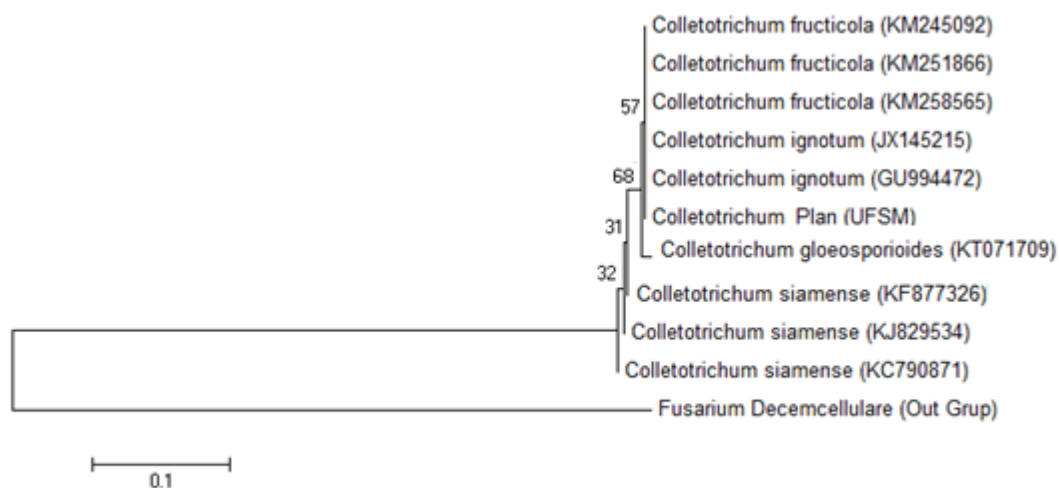 Colletotrichum fructicola (KM245092)
Colletotrichum fructicola (KM251866)
57
Colletotrichum fructicola (KM258565)
Colletotrichum ignotum (JX145215)
68
Colletotrichum ignotum (GU994472)
Colletotrichum Plan (UFSM)
31
Colletotrichum gloeosporioides (KT071709)
32
Colletotrichum siamense (KF877326)
Colletotrichum siamense (KJ829534)
Colletotrichum siamense (KC790871)
Fusarium Decemcellulare (Out Grup)
0.1